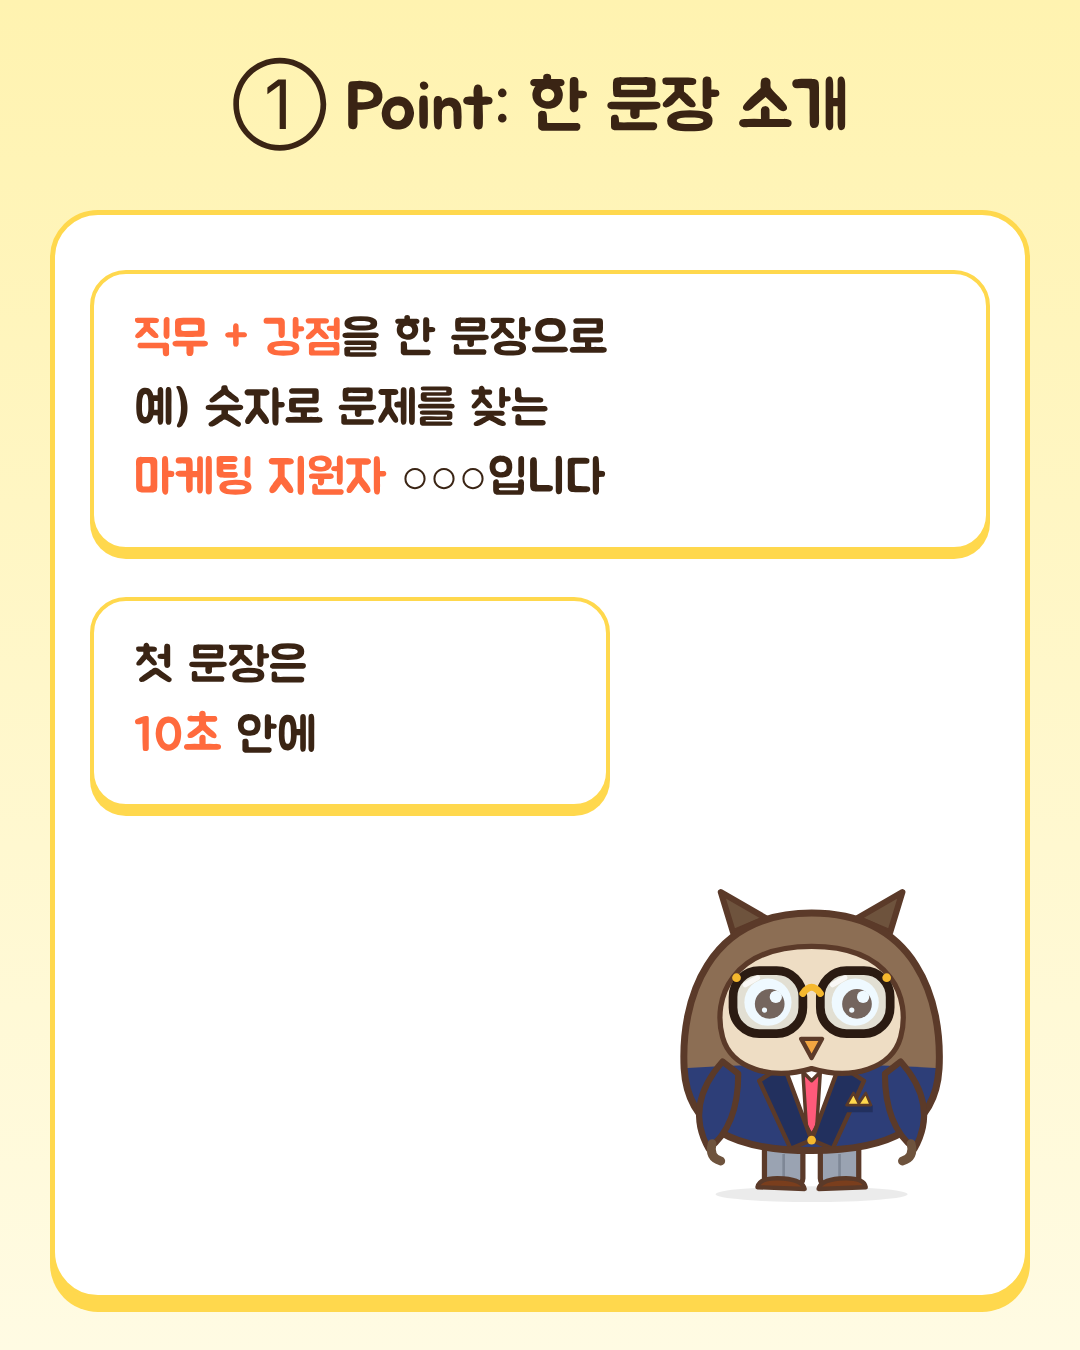 ① Point: 한 문장 소개
직무 + 강점을 한 문장으로
예) 숫자로 문제를 찾는
마케팅 지원자 ○○○입니다
첫 문장은
10초 안에